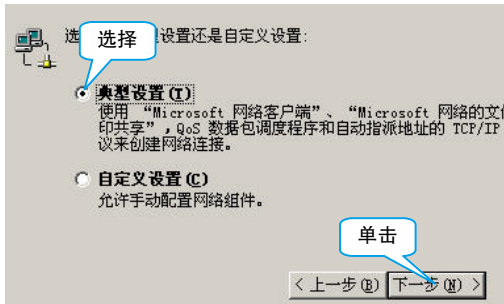 选 型设置还是自定义设置:
选择
典型设置(T)
使用 “Microsoft 网络客户端”、“Microsoft 网络的文
印共享”,QoS 数据包调度程序和自动指派地址的 TCP/IP
议来创建网络连接。
自定义设置(C)
允许手动配置网络组件。
单击
< 上一步(B) 下一步(N) >